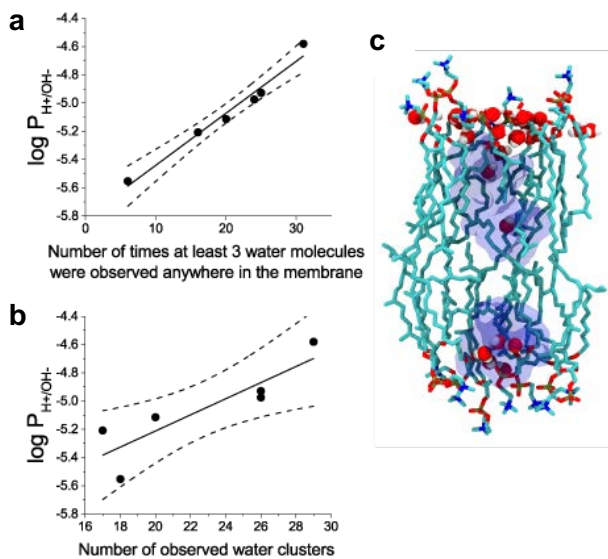 a
log P H+/OH-
-4.4
-4.6
-4.8
-5.0
-5.2
-5.4
-5.6
-5.8
0 10 20 30
Number of times at least 3 water molecules
were observed anywhere in the membrane
b
log P H+/OH-
-4.4
-4.6
-4.8
-5.0
-5.2
-5.4
-5.6
-5.8
16 18 20 22 24 26 28 30
Number of observed water clusters
c